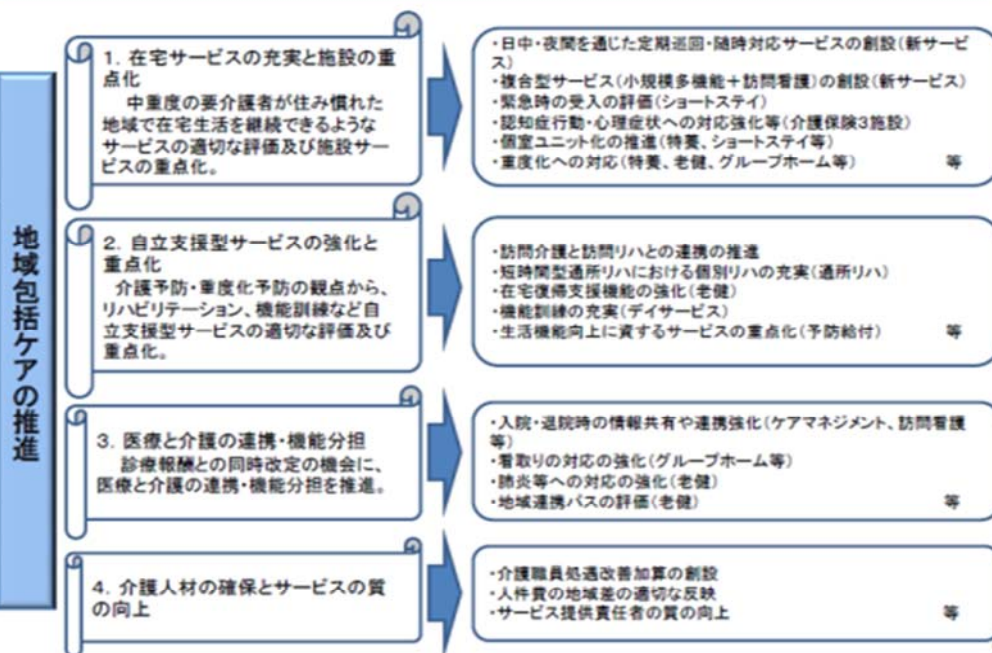 地域包括ケアの推進
1．在宅サービスの充実と施設の重
点化
中重度の要介護者が住み慣れた
地域で在宅生活を継続できるような
サービスの適切な評価及び施設サー
ビスの重点化。
・日中・夜間を通じた定期巡回・随時対応サービスの創設（新サービ
ス）
・複合型サービス（小規模多機能＋訪問看護）の創設（新サービス）
・緊急時の受入の評価（ショートステイ）
・認知症行動・心理症状への対応強化等（介護保険3施設）
・個室ユニット化の推進（特養、ショートステイ等）
・重度化への対応（特養、老健、グループホーム等） 等
2．自立支援型サービスの強化と
重点化
介護予防・重度化予防の観点から、
リハビリテーション、機能訓練など自
立支援型サービスの適切な評価及び
重点化。
・訪問介護と訪問リハとの連携の推進
・短時間型通所リハにおける個別リハの充実（通所リハ）
・在宅復帰支援機能の強化（老健）
・機能訓練の充実（デイサービス）
・生活機能向上に資するサービスの重点化（予防給付） 等
3．医療と介護の連携・機能分担
診療報酬との同時改定の機会に、
医療と介護の連携・機能分担を推進。
・入院・退院時の情報共有や連携強化（ケアマネジメント、訪問看護
等）
・看取りの対応の強化（グループホーム等）
・肺炎等への対応の強化（老健）
・地域連携パスの評価（老健） 等
4．介護人材の確保とサービスの質
の向上
・介護職員処遇改善加算の創設
・人件費の地域差の適切な反映
・サービス提供責任者の質の向上 等